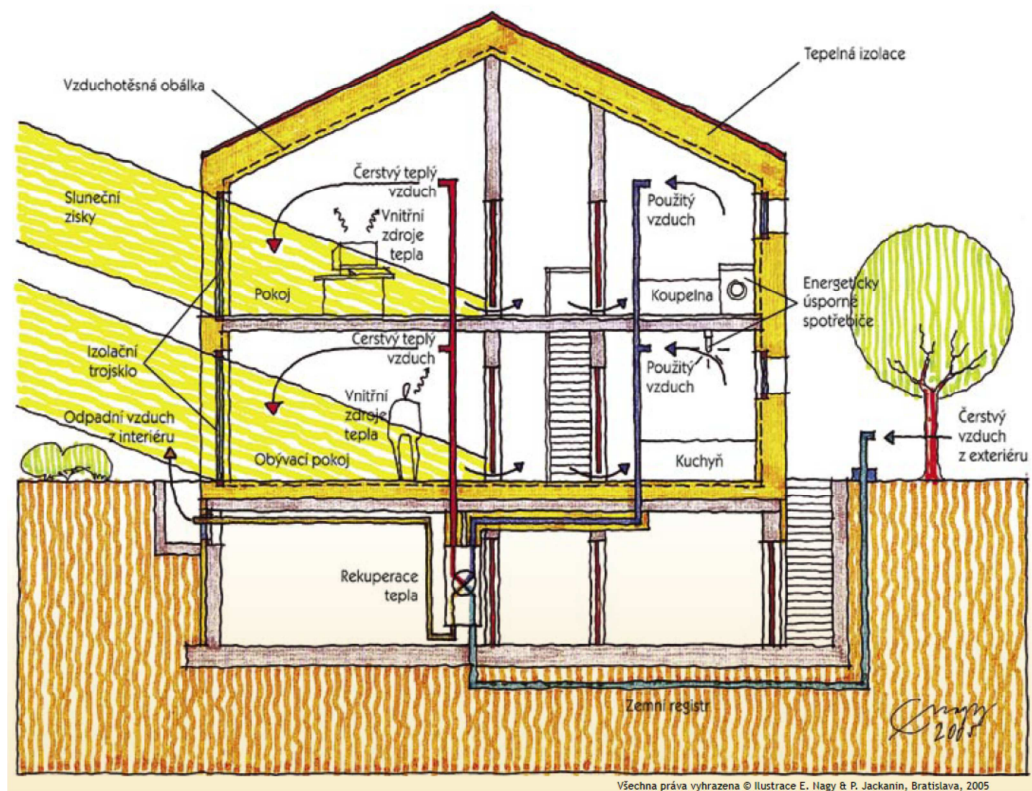 Vzduchotěsná obálka
Tepelná izolace
Sluneční
zisky
Čerstvý teplý
vzduch
Vnitřní
zdroje
tepla
Použitý
vzduch
Pokoj
Koupelna
Energeticky
úsporné
spotřebiče
Izolační
trojsklo
Čerstvý teplý
vzduch
Použitý
vzduch
Vnitřní
zdroje
tepla
Odpadní vzduch
z interiéru
Obývací pokoj
Kuchyň
Čerstvý
vzduch
z exteriéru
Rekuperace
tepla
Zemní registr
2005
Všechna práva vyhrazena © Ilustrace E. Nagy & P. Jackanin, Bratislava, 2005